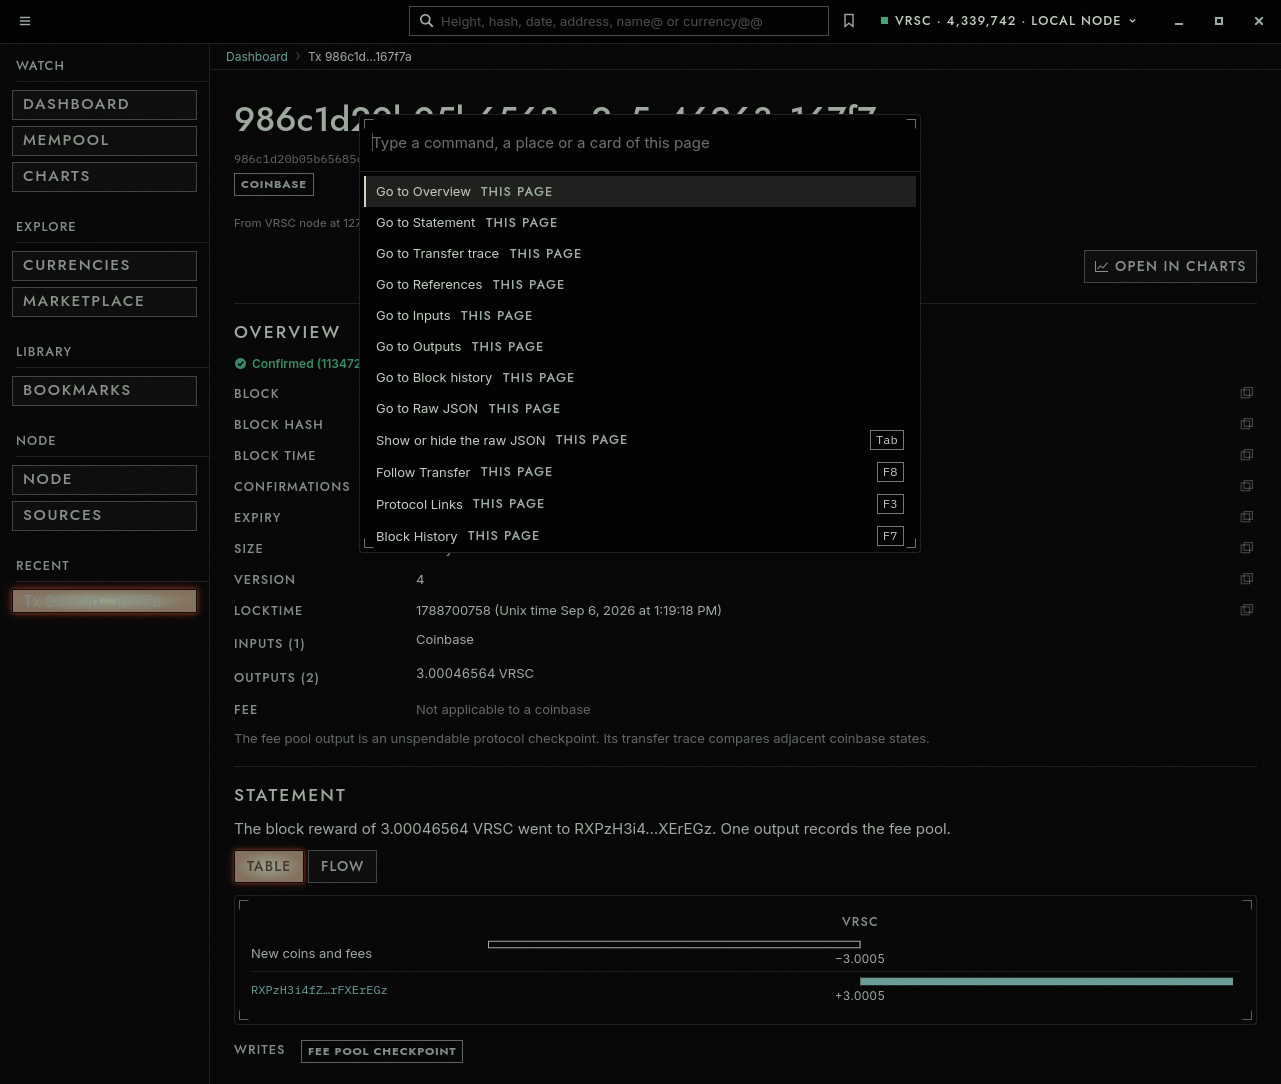 Height, hash, date, address, name@ or currency@@
VRSC · 4,339,742 · LOCAL NODE
WATCH
DASHBOARD
MEMPOOL
CHARTS
EXPLORE
CURRENCIES
MARKETPLACE
LIBRARY
BOOKMARKS
NODE
NODE
SOURCES
RECENT
Dashboard › Tx 986c1d…167f7a
986c1d20b05b65685
COINBASE
From VRSC node at 127
OPEN IN CHARTS
Type a command, a place or a card of this page
Go to Overview THIS PAGE
Go to Statement THIS PAGE
Go to Transfer trace THIS PAGE
Go to References THIS PAGE
Go to Inputs THIS PAGE
Go to Outputs THIS PAGE
Go to Block history THIS PAGE
Go to Raw JSON THIS PAGE
Show or hide the raw JSON THIS PAGE Tab
Follow Transfer THIS PAGE F8
Protocol Links THIS PAGE F3
Block History THIS PAGE F7
OVERVIEW
Confirmed (113472
BLOCK
BLOCK HASH
BLOCK TIME
CONFIRMATIONS
EXPIRY
SIZE
VERSION 4
LOCKTIME 1788700758 (Unix time Sep 6, 2026 at 1:19:18 PM)
INPUTS (1) Coinbase
OUTPUTS (2) 3.00046564 VRSC
FEE Not applicable to a coinbase
The fee pool output is an unspendable protocol checkpoint. Its transfer trace compares adjacent coinbase states.
STATEMENT
The block reward of 3.00046564 VRSC went to RXPzH3i4…XErEGz. One output records the fee pool.
TABLE FLOW
VRSC
New coins and fees −3.0005
RXPzH3i4fZ…rFXErEGz +3.0005
WRITES FEE POOL CHECKPOINT